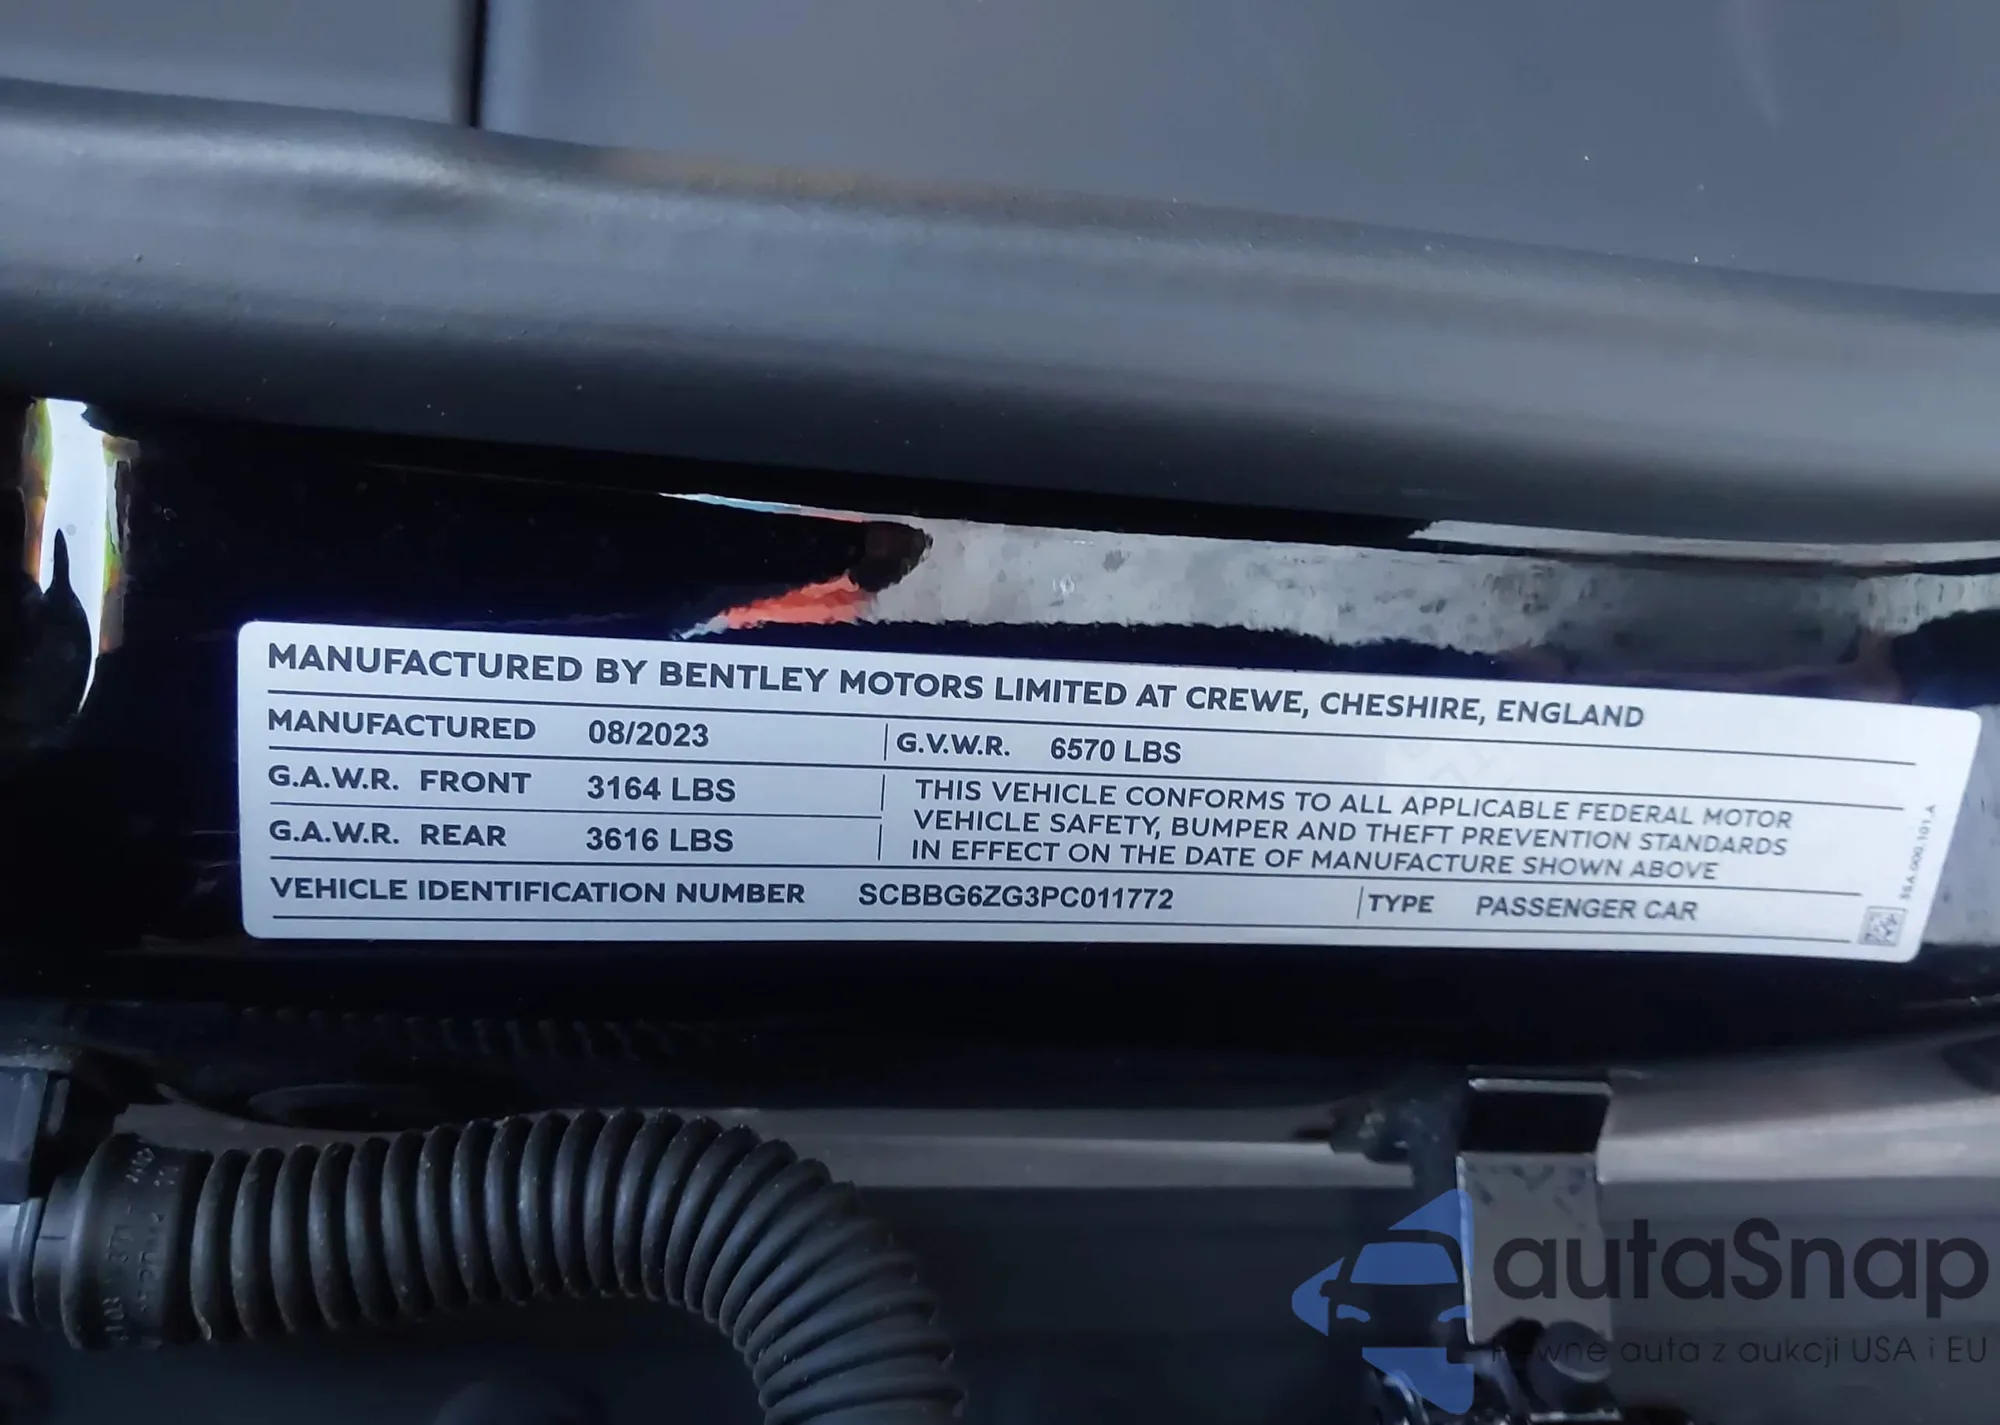 MANUFACTURED BY BENTLEY MOTORS LIMITED AT CREWE, CHESHIRE, ENGLAND
MANUFACTURED 08/2023 G.V.W.R. 6570 LBS
G.A.W.R. FRONT 3164 LBS
G.A.W.R. REAR 3616 LBS
THIS VEHICLE CONFORMS TO ALL APPLICABLE FEDERAL MOTOR
VEHICLE SAFETY, BUMPER AND THEFT PREVENTION STANDARDS
IN EFFECT ON THE DATE OF MANUFACTURE SHOWN ABOVE
VEHICLE IDENTIFICATION NUMBER SCBBG6ZG3PC011772 TYPE PASSENGER CAR
autaSnap
Pewne auta z aukcji USA i EU